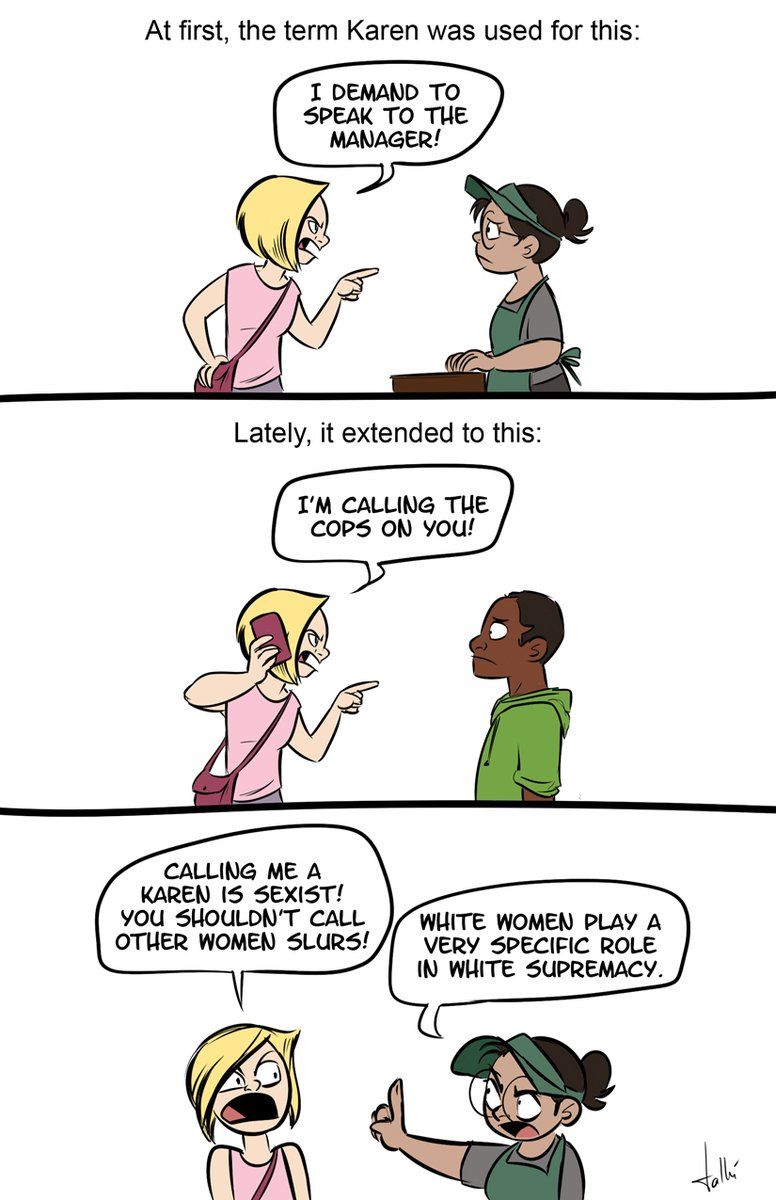 At first, the term Karen was used for this:
I DEMAND TO
SPEAK TO THE
MANAGER!
Lately, it extended to this:
I'M CALLING THE
COPS ON YOU!
CALLING ME A
KAREN IS SEXIST!
YOU SHOULDN'T CALL
OTHER WOMEN SLURS!
WHITE WOMEN PLAY A
VERY SPECIFIC ROLE
IN WHITE SUPREMACY.